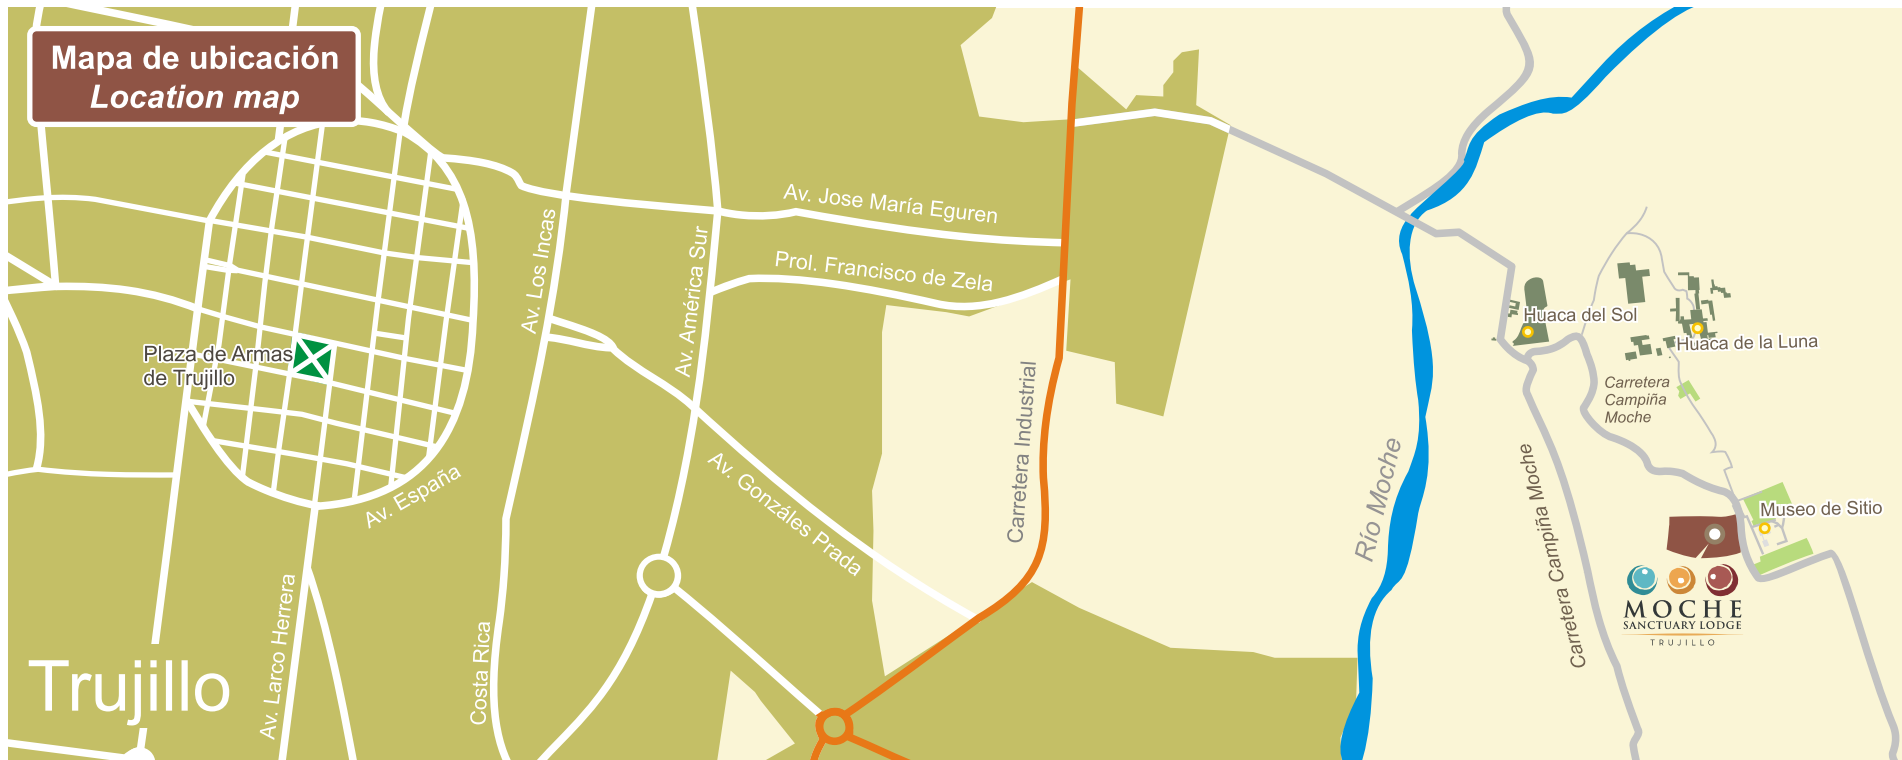 Mapa de ubicación
Location map
Av. Jose María Eguren
Prol. Francisco de Zela
Av. Los Incas
Av. América Sur
Plaza de Armas
de Trujillo
Av. España
Av. Gonzáles Prada
Carretera Industrial
Río Moche
Huaca del Sol
Huaca de la Luna
Carretera
Campiña
Moche
Carretera Campiña Moche
Museo de Sitio
MOCHE
SANCTUARY LODGE
TRUJILLO
Trujillo
Av. Larco Herrera
Costa Rica